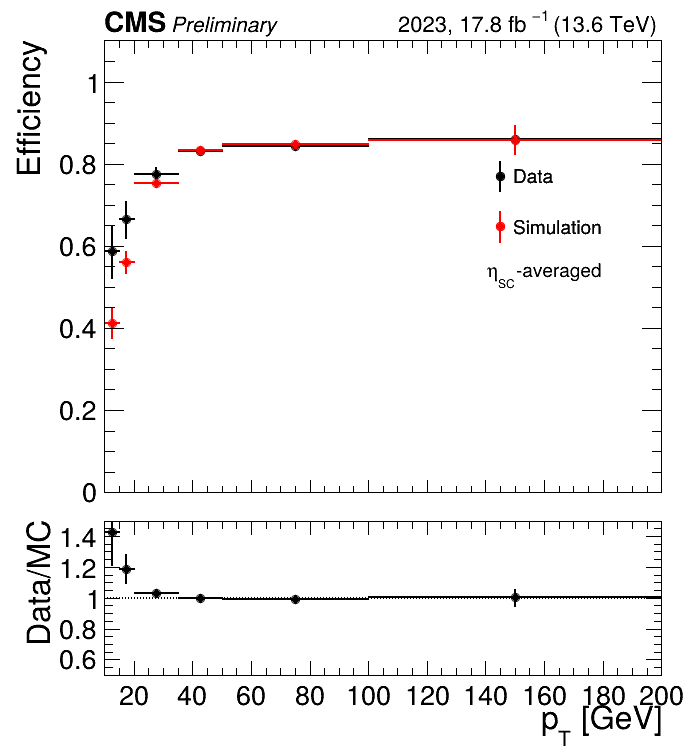 CMS Preliminary 2023, 17.8 fb⁻¹ (13.6 TeV)
Efficiency
1
0.8
0.6
0.4
0.2
0
Data
Simulation
η_SC-averaged
Data/MC
1.4
1.2
1
0.8
0.6
20 40 60 80 100 120 140 160 180 200
p_T [GeV]